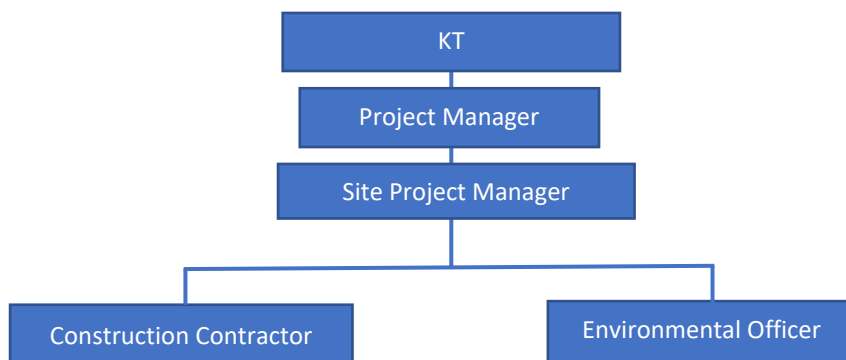 KT
Project Manager
Site Project Manager
Construction Contractor
Environmental Officer